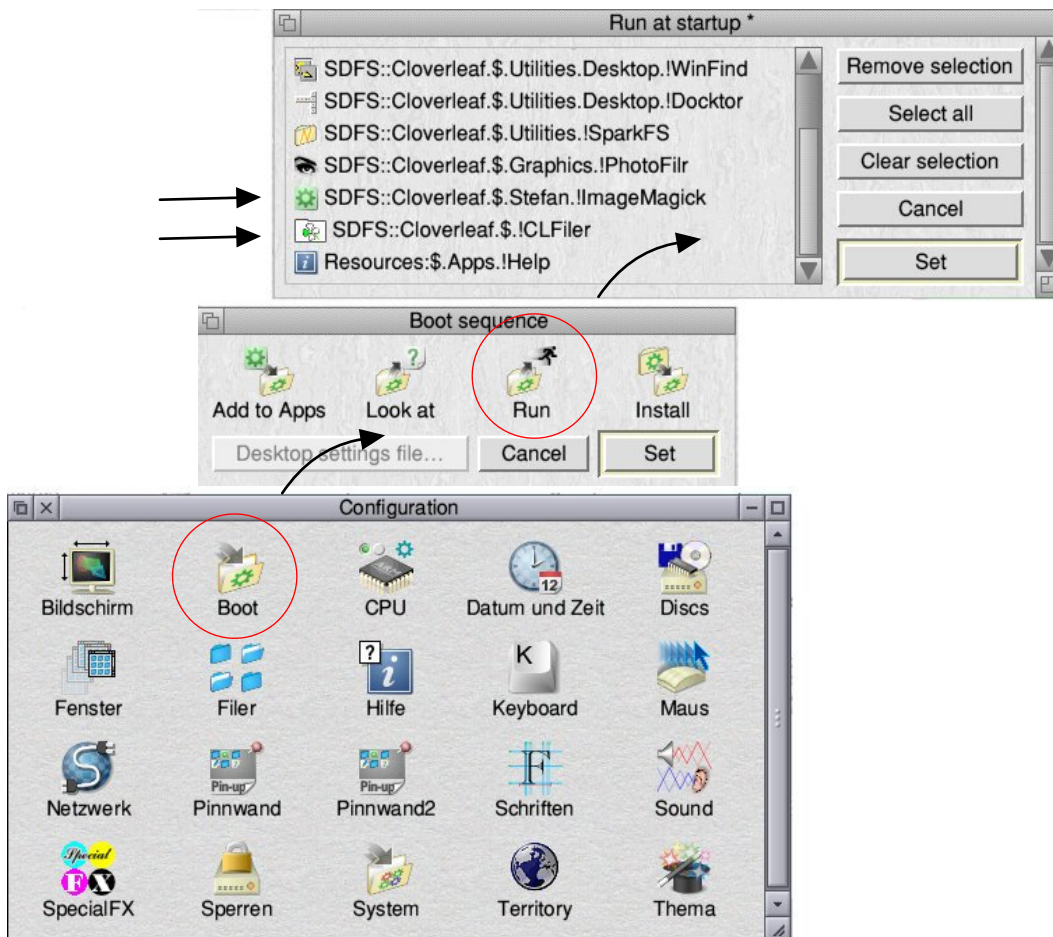 Run at startup *
SDFS::Cloverleaf.$.Utilities.Desktop.!WinFind
SDFS::Cloverleaf.$.Utilities.Desktop.!Docktor
SDFS::Cloverleaf.$.Utilities.!SparkFS
SDFS::Cloverleaf.$.Graphics.!PhotoFilr
SDFS::Cloverleaf.$.Stefan.!ImageMagick
SDFS::Cloverleaf.$.!CLFiler
Resources:$.Apps.!Help
Remove selection
Select all
Clear selection
Cancel
Set
Boot sequence
Add to Apps Look at Run Install
Desktop settings file... Cancel Set
Configuration
Bildschirm Boot CPU Datum und Zeit Discs
12
Fenster Filer Hilfe Keyboard Maus
K
Netzwerk Pinnwand Pinnwand2 Schriften Sound
Pin-up Pin-up F
SpecialFX Sperren System Territory Thema
Special
FX